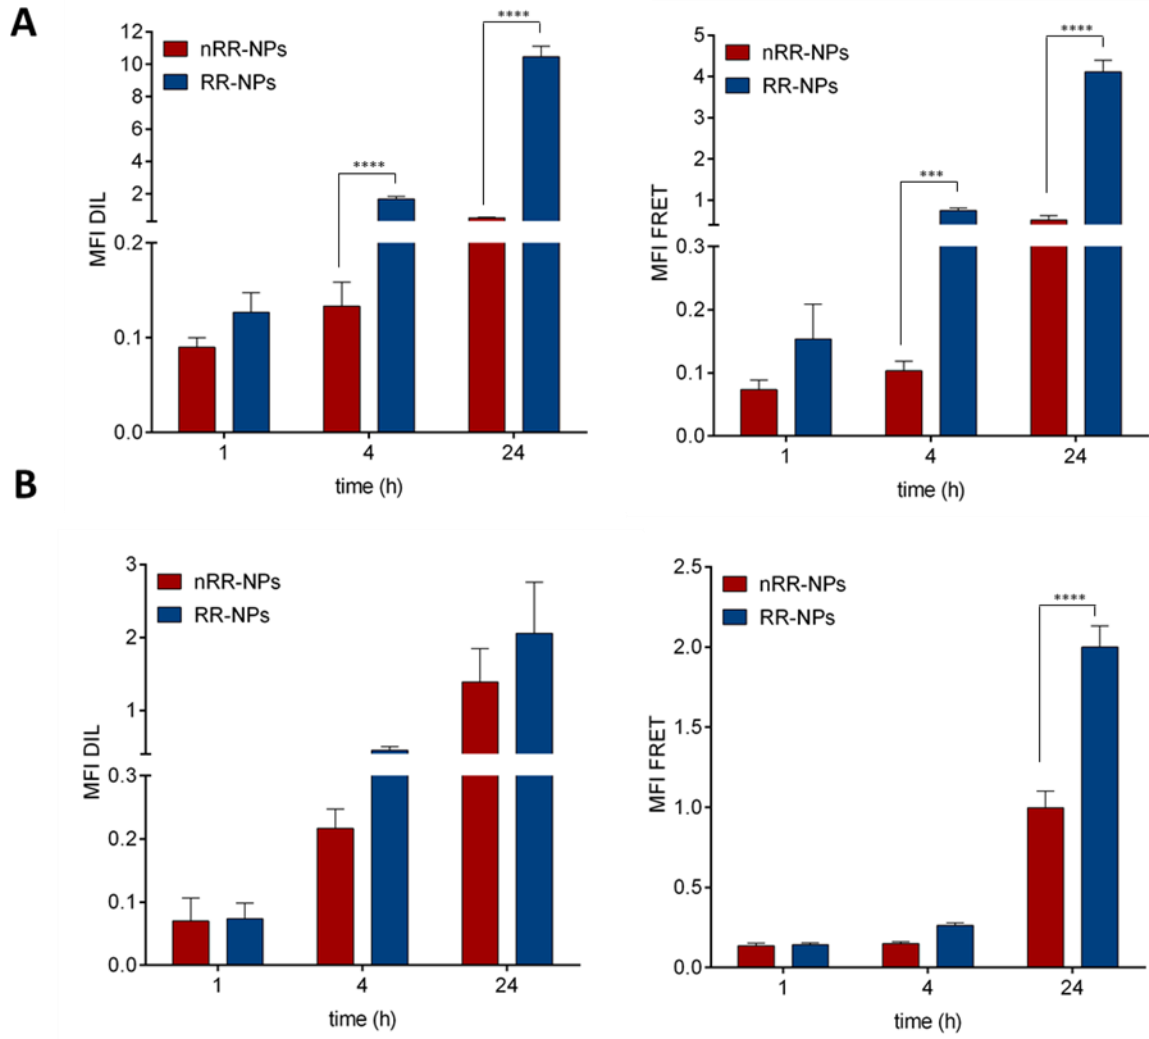 A
MFI DIL
12
10
8
6
4
2
0.2
0.1
0.0
nRR-NPs
RR-NPs
****
****
1
4
24
time (h)
MFI FRET
5
4
3
2
1
0.3
0.2
0.1
0.0
nRR-NPs
RR-NPs
***
****
1
4
24
time (h)
B
MFI DIL
3
2
1
0.3
0.2
0.1
0.0
nRR-NPs
RR-NPs
1
4
24
time (h)
MFI FRET
2.5
2.0
1.5
1.0
0.5
0.0
nRR-NPs
RR-NPs
****
1
4
24
time (h)